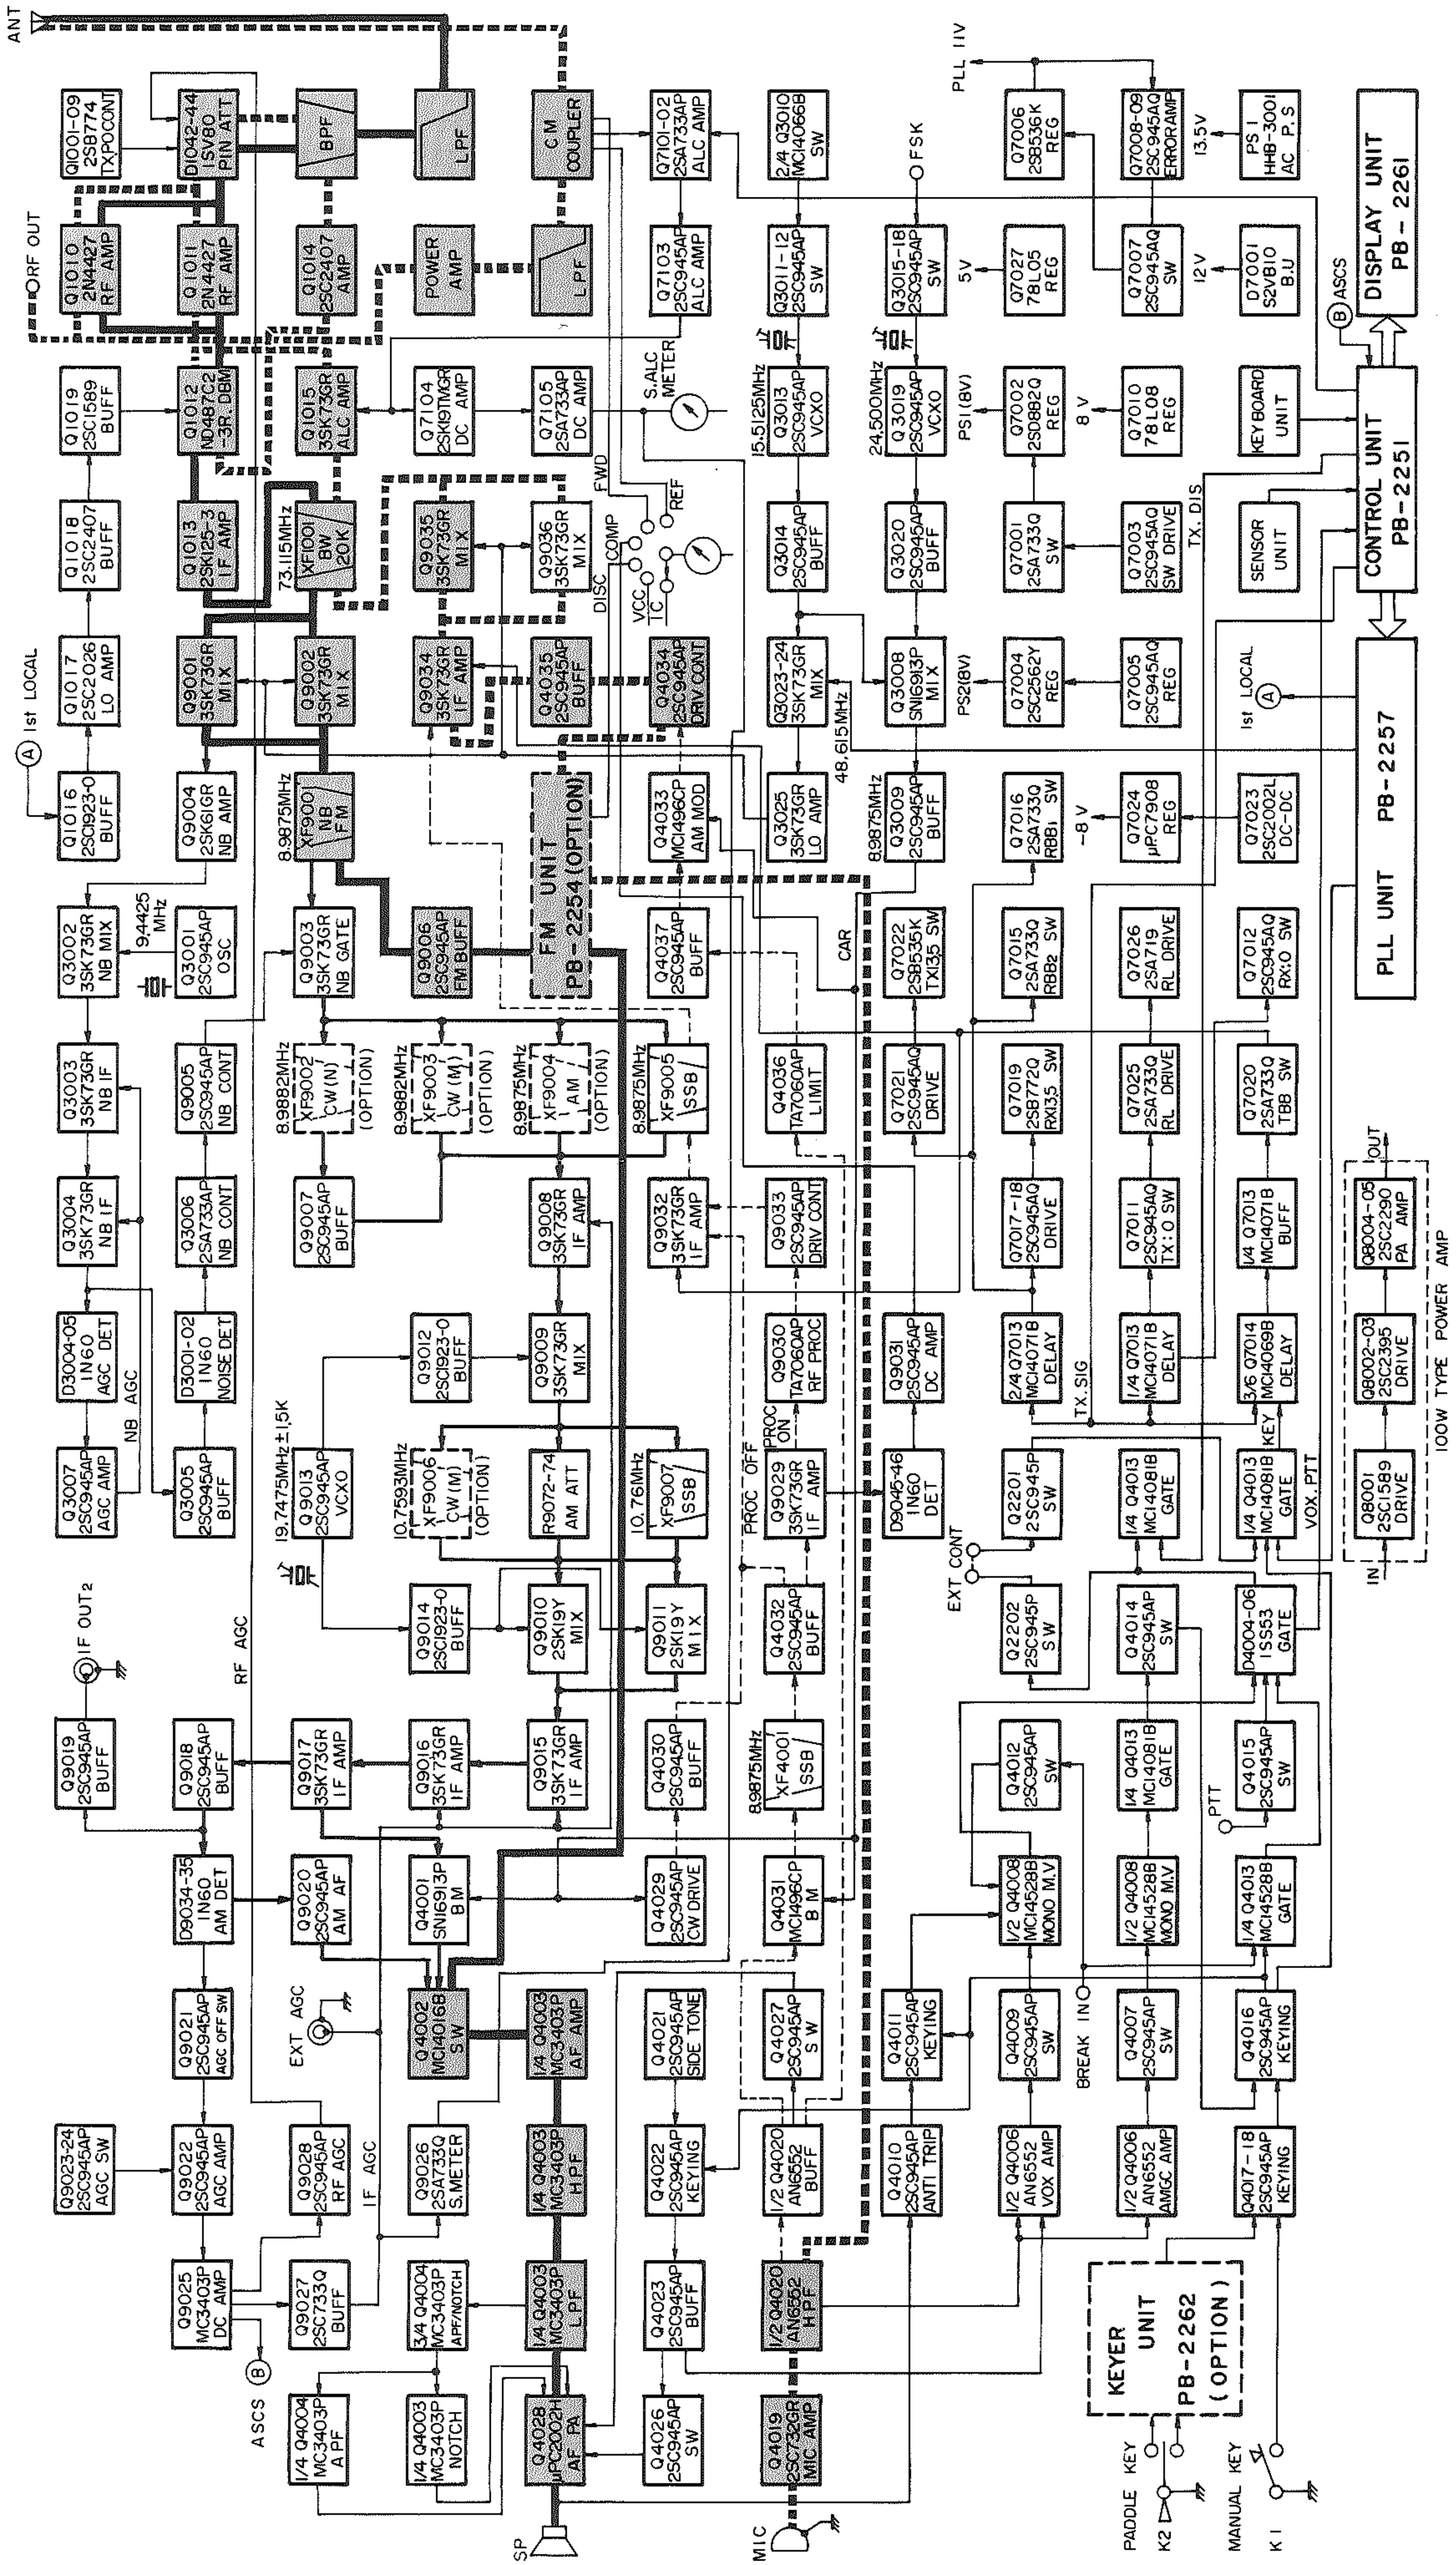 Q9023-24
2SC945AP
AGC SW
Q9019
2SC945AP
BUFF
IF OUT2
Q3007
2SC945AP
AGC AMP
NB AGC
D3004-05
1N60
AGC DET
Q3004
3SK73GR
NB IF
Q3003
3SK73GR
NB IF
Q3002
3SK73GR
NB MIX
A
1st LOCAL
Q1016
2SC1923-0
BUFF
Q1017
2SC2026
LO AMP
Q1018
2SC2407
BUFF
Q1019
2SC1589
BUFF
RF OUT
Q1001-09
2SB774
TXPOCONT
ANT
Q9025
MC3403P
DC AMP
Q9022
2SC945AP
AGC AMP
Q9021
2SC945AP
AGC OFF SW
D9034-35
1N60
AM DET
Q9018
2SC945AP
BUFF
RF AGC
Q3005
2SC945AP
BUFF
D3001-02
1N60
NOISE DET
Q3006
2SA733AP
NB CONT
Q9005
2SC945AP
NB CONT
Q3001
2SC945AP
OSC
9.4425
MHz
Q9004
2SK61GR
NB AMP
Q9001
3SK73GR
MIX
Q1013
2SK125-3
IF AMP
Q1012
ND487C2
-3R.DBM
Q1010
2N4427
RF AMP
Q1011
2N4427
RF AMP
D1042-44
1SV80
PIN ATT
ASCS
B
Q9027
2SC733Q
BUFF
Q9028
2SC945AP
RF AGC
IF AGC
EXT AGC
Q9020
2SC945AP
AM AF
Q9017
3SK73GR
IF AMP
19.7475MHz±1.5K
Q9013
2SC945AP
VCXO
Q9007
2SC945AP
BUFF
8.9882MHz
XF9002
CW(N)
(OPTION)
Q9003
3SK73GR
NB GATE
8.9875MHz
XF9001
NB
FM
Q9002
3SK73GR
MIX
73.115MHz
XF1001
BW
20K
Q1015
3SK73GR
ALC AMP
Q1014
2SC2407
AMP
BPF
1/4 Q4004
MC3403P
APF
3/4 Q4004
MC3403P
APF/NOTCH
1/4 Q4003
MC3403P
NOTCH
Q9026
2SA733Q
S.METER
Q4002
MC14016B
SW
Q4001
SN16913P
BM
Q9016
3SK73GR
IF AMP
Q9014
2SC1923-0
BUFF
10.7593MHz
XF9006
CW(M)
(OPTION)
Q9012
2SC1923-0
BUFF
8.9882MHz
XF9003
CW(M)
(OPTION)
Q9006
2SC945AP
FM BUFF
Q9034
3SK73GR
IF AMP
Q9035
3SK73GR
MIX
Q7104
2SK19TMGR
DC AMP
POWER
AMP
LPF
SP
Q4028
µPC2002H
AF PA
1/4 Q4003
MC3403P
LPF
1/4 Q4003
MC3403P
HPF
1/4 Q4003
MC3403P
AF AMP
Q9015
3SK73GR
IF AMP
Q9010
2SK19Y
MIX
R9072-74
AM ATT
Q9009
3SK73GR
MIX
Q9008
3SK73GR
IF AMP
8.9875MHz
XF9004
AM
(OPTION)
FM UNIT
PB-2254(OPTION)
Q4035
2SC945AP
BUFF
Q9036
3SK73GR
MIX
Q7105
2SA733AP
DC AMP
LPF
CM
COUPLER
DISC
COMP
FWD
VCC
IC
REF
S.ALC
METER
Q4026
2SC945AP
SW
Q4023
2SC945AP
BUFF
Q4022
2SC945AP
KEYING
Q4021
2SC945AP
SIDE TONE
Q4029
2SC945AP
CW DRIVE
Q4030
2SC945AP
BUFF
Q9011
2SK19Y
MIX
10.76MHz
XF9007
SSB
Q9032
3SK73GR
IF AMP
8.9875MHz
XF9005
SSB
Q4037
2SC945AP
BUFF
Q4033
MC1496CP
AM MOD
Q4034
2SC945AP
DRIV CONT
Q7103
2SC945AP
ALC AMP
Q7101-02
2SA733AP
ALC AMP
PROC OFF
PROC
ON
MIC
Q4019
2SC732GR
MIC AMP
1/2 Q4020
AN6552
HPF
1/2 Q4020
AN6552
BUFF
Q4027
2SC945AP
SW
Q4031
MC1496CP
BM
8.9875MHz
XF4001
SSB
Q4032
2SC945AP
BUFF
Q9029
3SK73GR
IF AMP
Q9030
TA7060AP
RF PROC
Q9033
2SC945AP
DRIV CONT
Q4036
TA7060AP
LIMIT
CAR
Q3025
3SK73GR
LO AMP
48.615MHz
Q3023-24
3SK73GR
MIX
Q3014
2SC945AP
BUFF
15.5125MHz
Q3013
2SC945AP
VCXO
Q3011-12
2SC945AP
SW
2/4 Q3010
MC14066B
SW
Q4010
2SC945AP
ANTI TRIP
Q4011
2SC945AP
KEYING
D9045-46
1N60
DET
Q9031
2SC945AP
DC AMP
Q7021
2SC945AQ
DRIVE
Q7022
2SB535K
TX13.5 SW
8.9875MHz
Q3009
2SC945AP
BUFF
Q3008
SN16913P
MIX
Q3020
2SC945AP
BUFF
24.500MHz
Q3019
2SC945AP
VCXO
Q3015-18
2SC945AP
SW
FSK
1/2 Q4006
AN6552
VOX AMP
Q4009
2SC945AP
SW
1/2 Q4008
MC14528B
MONO M.V
Q4012
2SC945AP
SW
Q2202
2SC945P
SW
EXT CONT
Q2201
2SC945P
SW
2/4 Q7013
MC14071B
DELAY
Q7017-18
2SC945AQ
DRIVE
Q7019
2SB772Q
RX13.5 SW
Q7015
2SA733Q
RBB2 SW
Q7016
2SA733Q
RBB1 SW
PS2(8V)
Q7004
2SC2562Y
REG
Q7001
2SA733Q
SW
PS1(8V)
Q7002
2SD882Q
REG
5V
Q7027
78L05
REG
Q7006
2SB536K
REG
PLL 11V
BREAK IN
TX.SIG
1/2 Q4006
AN6552
AMGC AMP
Q4007
2SC945AP
SW
1/2 Q4008
MC14528B
MONO M.V
1/4 Q4013
MC14081B
GATE
Q4014
2SC945AP
SW
1/4 Q4013
MC14081B
GATE
1/4 Q7013
MC14071B
DELAY
Q7011
2SC945AQ
TX:0 SW
Q7025
2SA733Q
RL DRIVE
Q7026
2SA719
RL DRIVE
-8V
Q7024
µPC7908
REG
Q7005
2SC945AQ
REG
Q7003
2SC945AQ
SW DRIVE
TX. DIS
8V
Q7010
78L08
REG
Q7007
2SC945AQ
SW
Q7008-09
2SC945AQ
ERRORAMP
PADDLE KEY
K2
KEYER
UNIT
PB-2262
(OPTION)
MANUAL KEY
K1
Q4017-18
2SC945AP
KEYING
Q4016
2SC945AP
KEYING
1/4 Q4013
MC14528B
GATE
PTT
Q4015
2SC945AP
SW
D4004-06
1SS53
GATE
1/4 Q4013
MC14081B
GATE
KEY
VOX, PTT
3/6 Q7014
MC14069B
DELAY
1/4 Q7013
MC14071B
BUFF
Q7020
2SA733Q
TBB SW
Q7012
2SC945AQ
RX:0 SW
Q7023
2SC2002L
DC-DC
1st LOCAL
A
SENSOR
UNIT
KEYBOARD
UNIT
12V
D7001
S2VB10
B.U
13.5V
PS 1
HHB-3001
AC P.S
B
ASCS
IN
Q8001
2SC1589
DRIVE
Q8002-03
2SC2395
DRIVE
Q8004-05
2SC2290
PA AMP
OUT
100W TYPE POWER AMP
PLL UNIT PB-2257
CONTROL UNIT
PB-2251
DISPLAY UNIT
PB-2261